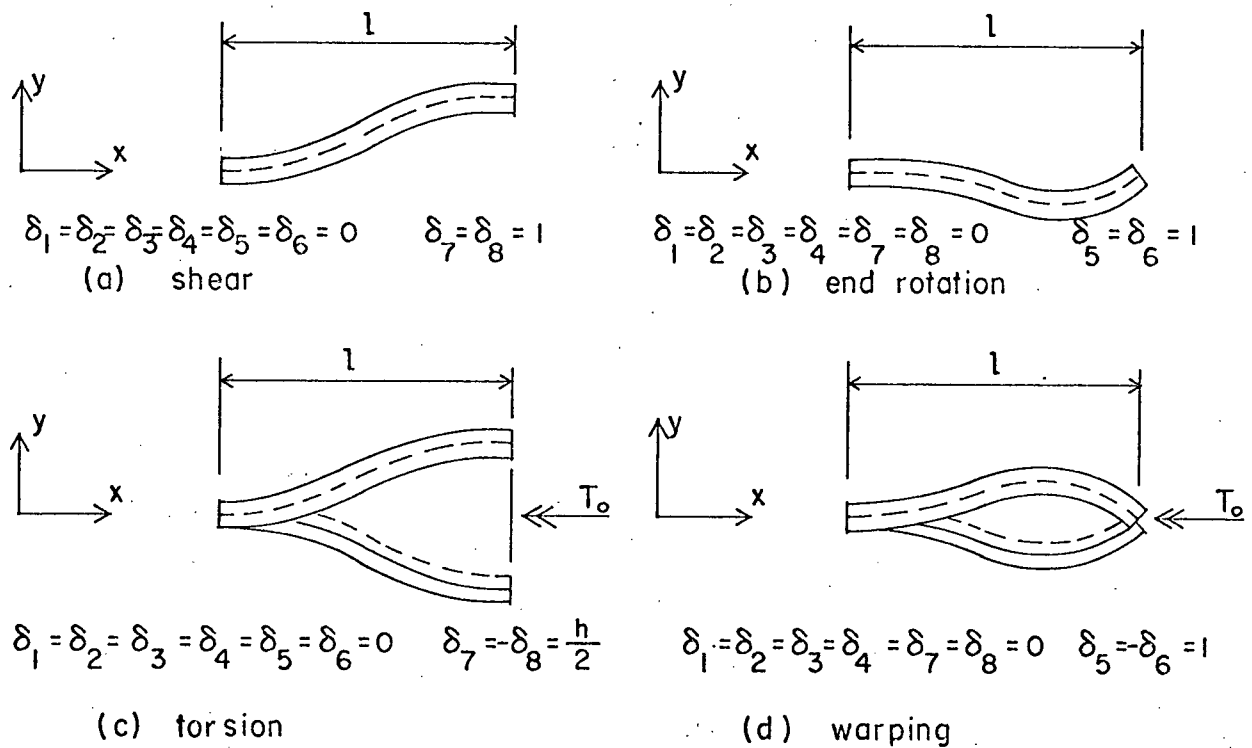 l
y
x
δ1 = δ2 = δ3 = δ4 = δ5 = δ6 = 0 δ7 = δ8 = 1
(a) shear
l
y
x
δ1 = δ2 = δ3 = δ4 = δ7 = δ8 = 0 δ5 = δ6 = 1
(b) end rotation
l
y
x
To
δ1 = δ2 = δ3 = δ4 = δ5 = δ6 = 0 δ7 = -δ8 = h/2
(c) torsion
l
y
x
To
δ1 = δ2 = δ3 = δ4 = δ7 = δ8 = 0 δ5 = -δ6 = 1
(d) warping